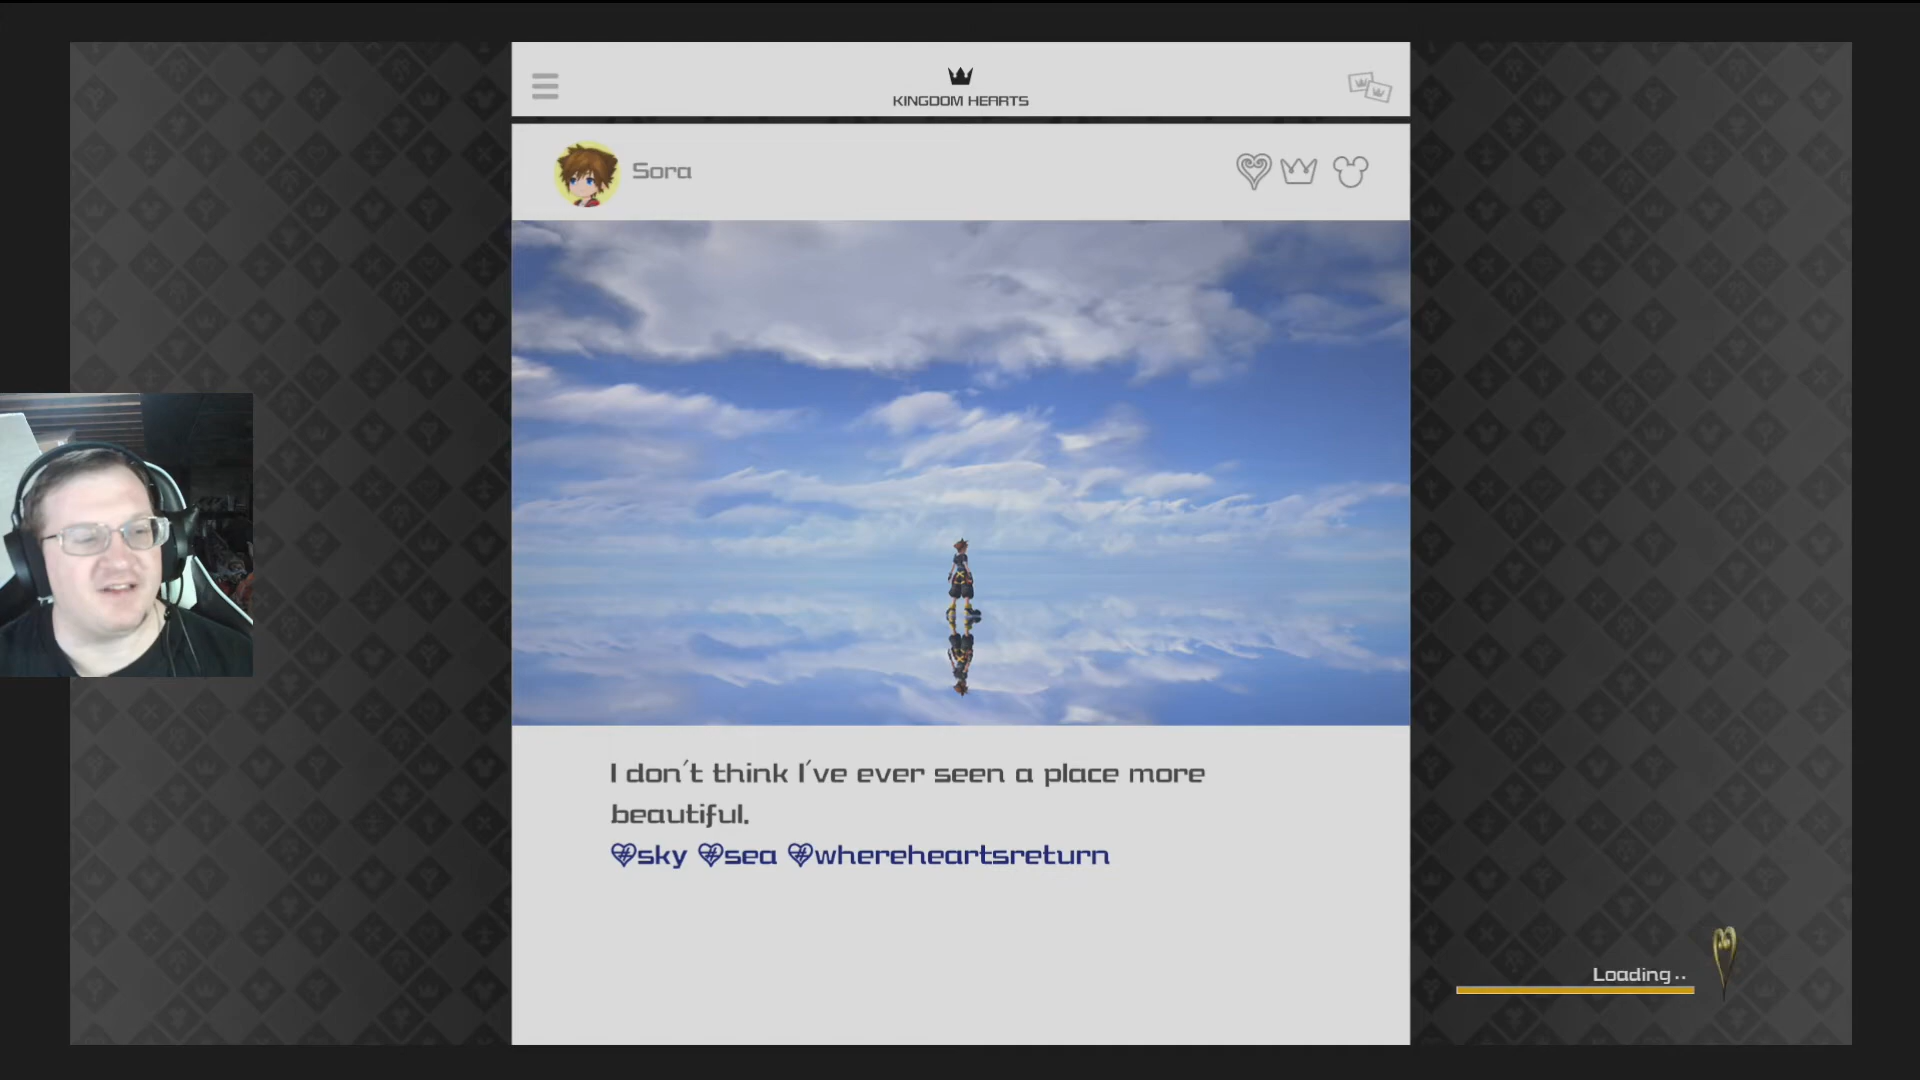 KINGDOM HEARTS
Sora
I don't think I've ever seen a place more
beautiful.
#sky #sea #whereheartsreturn
Loading..